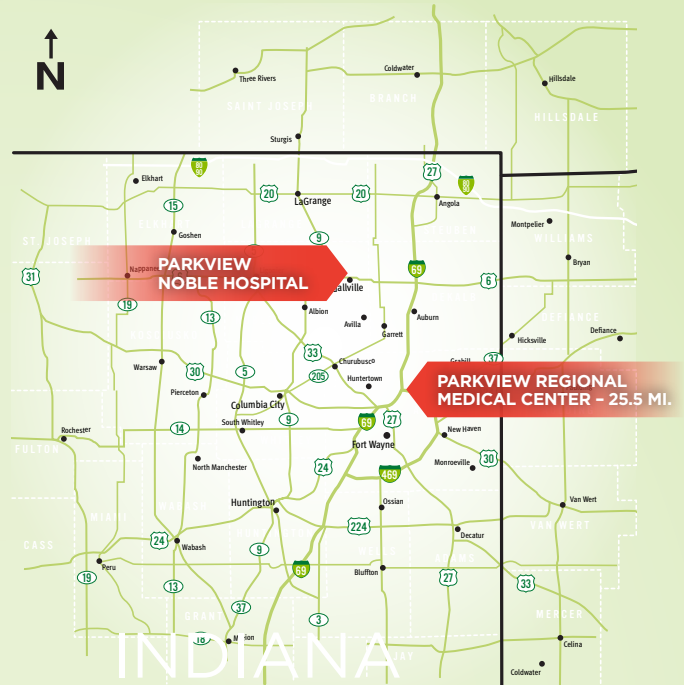 N
Three Rivers
Coldwater
Hillsdale
SAINT JOSEPH
BRANCH
HILLSDALE
Sturgis
80
90
27
80
90
Elkhart
20
LaGrange
20
Angola
15
Goshen
9
Montpelier
WILLIAMS
ST. JOSEPH
Bryan
31
Nappanee
PARKVIEW
NOBLE HOSPITAL
69
6
19
13
Albion
Avilla
Garrett
Auburn
DEFIANCE
Hicksville
Defiance
33
Churubusco
37
Warsaw
30
5
205
Huntertown
PARKVIEW REGIONAL
MEDICAL CENTER – 25.5 MI.
Pierceton
Columbia City
9
69
27
Rochester
14
South Whitley
New Haven
Fort Wayne
FULTON
North Manchester
24
469
Monroeville
30
Huntington
Ossian
Van Wert
MIAMI
224
VAN WERT
CASS
24
Wabash
9
Decatur
Peru
69
Bluffton
ADAMS
19
13
27
33
37
GRANT
3
MERCER
18
Marion
INDIANA
JAY
Celina
Coldwater